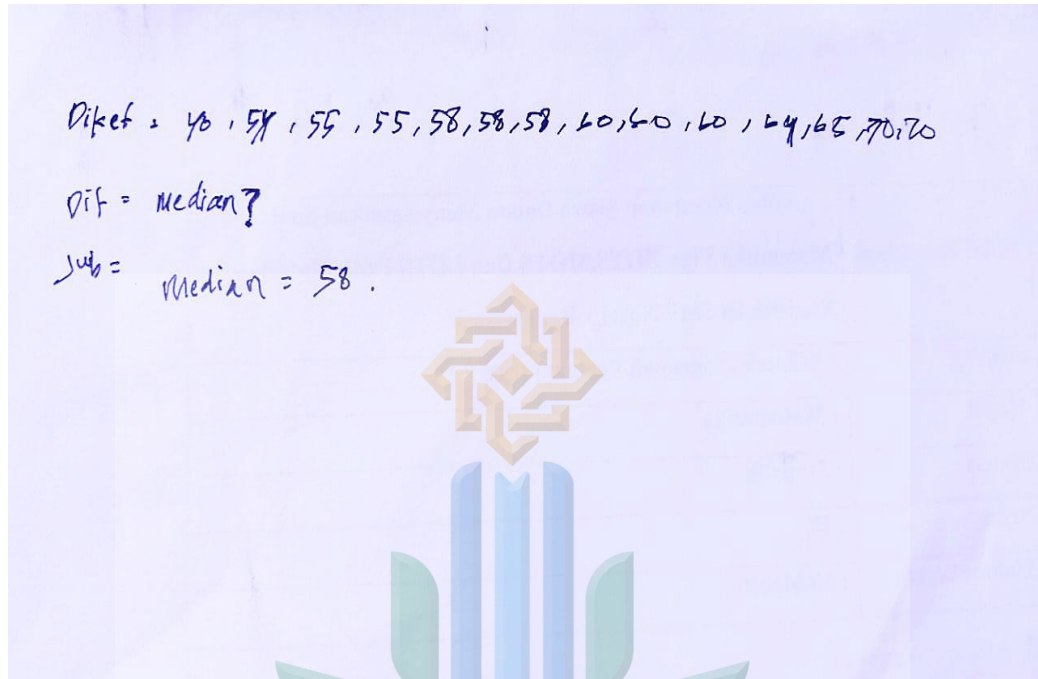 Diket = 40, 54, 55, 55, 58, 58, 58, 60, 60, 60, 64, 65, 70, 70
Dit = Median?
Jwb =
Median = 58.